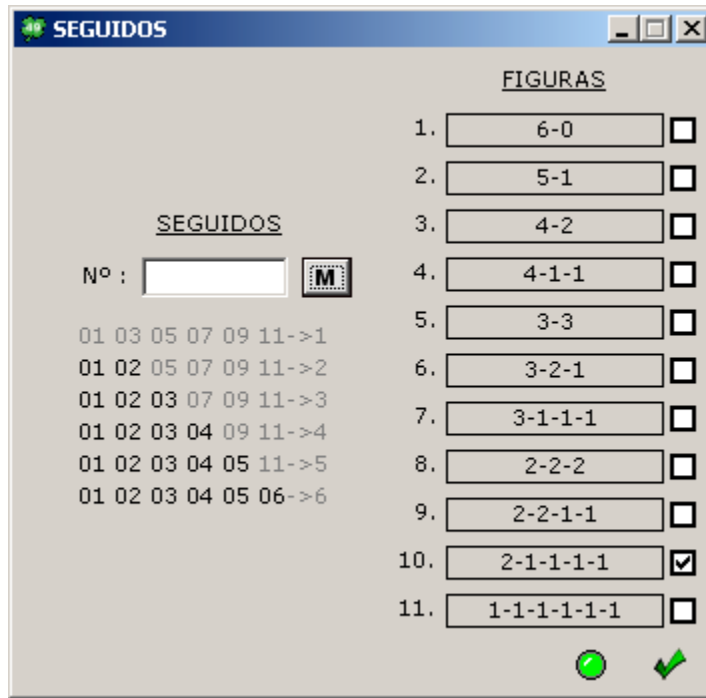 SEGUIDOS
SEGUIDOS
Nº : M
01 03 05 07 09 11->1
01 02 05 07 09 11->2
01 02 03 07 09 11->3
01 02 03 04 09 11->4
01 02 03 04 05 11->5
01 02 03 04 05 06->6
FIGURAS
1. 6-0
2. 5-1
3. 4-2
4. 4-1-1
5. 3-3
6. 3-2-1
7. 3-1-1-1
8. 2-2-2
9. 2-2-1-1
10. 2-1-1-1-1
11. 1-1-1-1-1-1